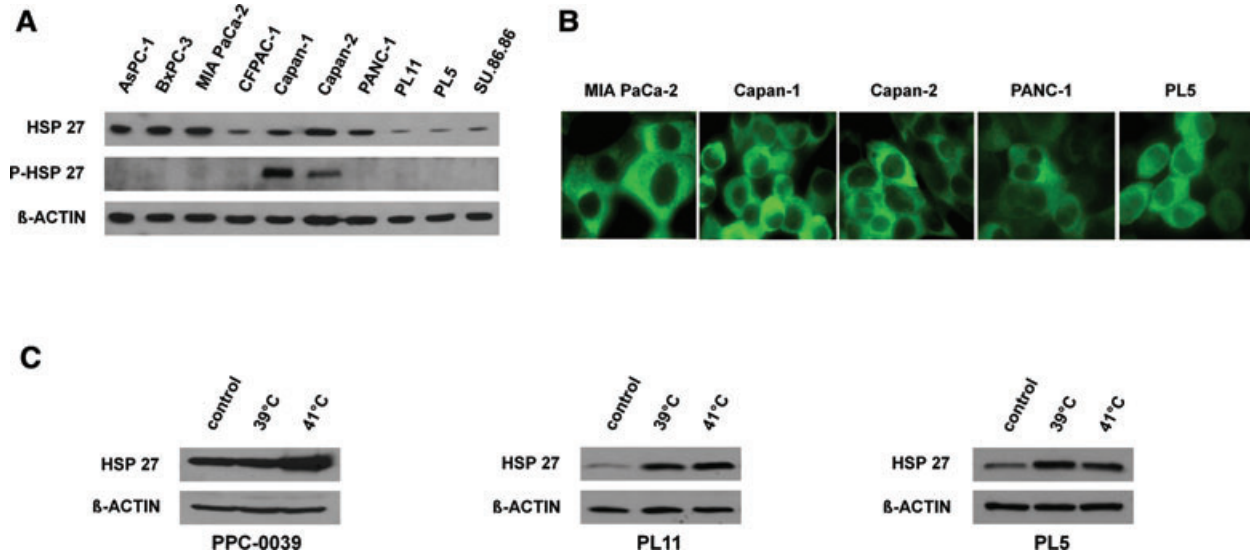 A
AsPC-1 BxPC-3 MIA PaCa-2 CFPAC-1 Capan-1 Capan-2 PANC-1 PL11 PL5 SU.86.86
HSP 27
P-HSP 27
ß-ACTIN
B
MIA PaCa-2 Capan-1 Capan-2 PANC-1 PL5
C
control 39°C 41°C
HSP 27
ß-ACTIN
PPC-0039
control 39°C 41°C
HSP 27
ß-ACTIN
PL11
control 39°C 41°C
HSP 27
ß-ACTIN
PL5